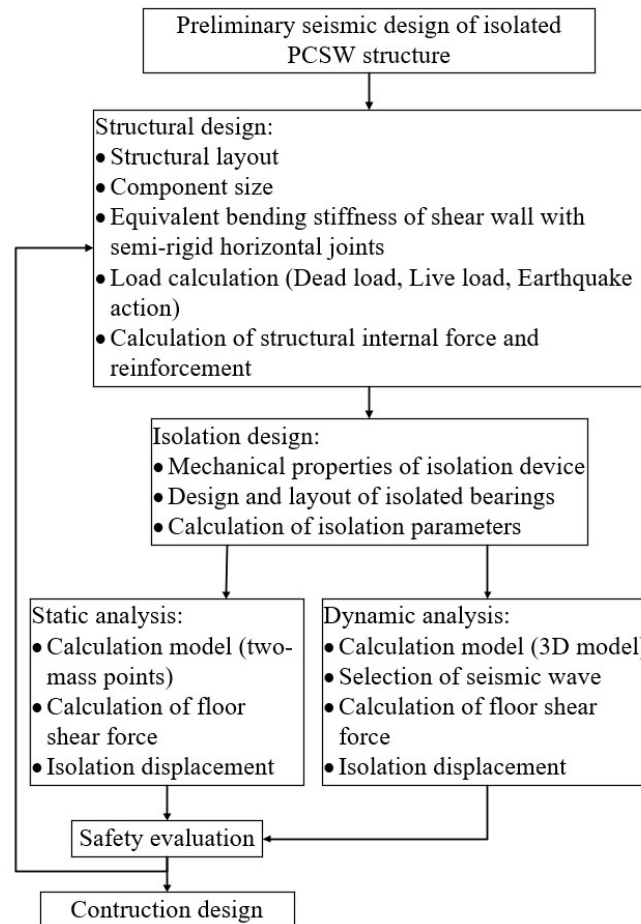 Preliminary seismic design of isolated
PCSW structure
Structural design:
• Structural layout
• Component size
• Equivalent bending stiffness of shear wall with
semi-rigid horizontal joints
• Load calculation (Dead load, Live load, Earthquake
action)
• Calculation of structural internal force and
reinforcement
Isolation design:
• Mechanical properties of isolation device
• Design and layout of isolated bearings
• Calculation of isolation parameters
Static analysis:
• Calculation model (two-
mass points)
• Calculation of floor
shear force
• Isolation displacement
Dynamic analysis:
• Calculation model (3D model)
• Selection of seismic wave
• Calculation of floor shear
force
• Isolation displacement
Safety evaluation
Contruction design